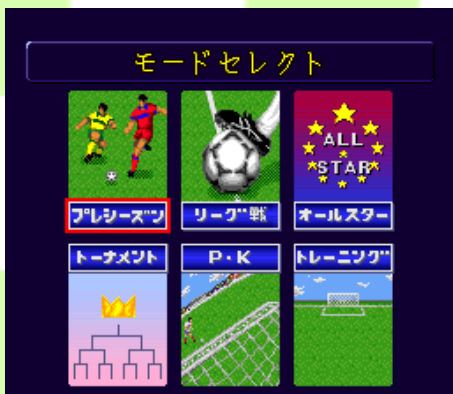 モードセレクト
ALL
STAR
プレシーズン
リーグ戦
オールスター
トーナメント
P・K
トレーニング